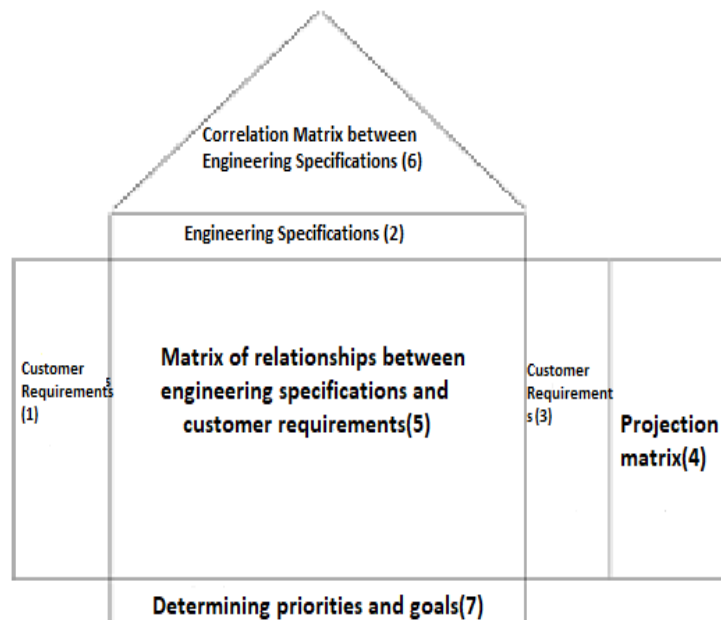 Correlation Matrix between
Engineering Specifications (6)
Engineering Specifications (2)
Customer
Requirements
(1)
s
Matrix of relationships between
engineering specifications and
customer requirements(5)
Customer
Requirement
s (3)
Projection
matrix(4)
Determining priorities and goals(7)